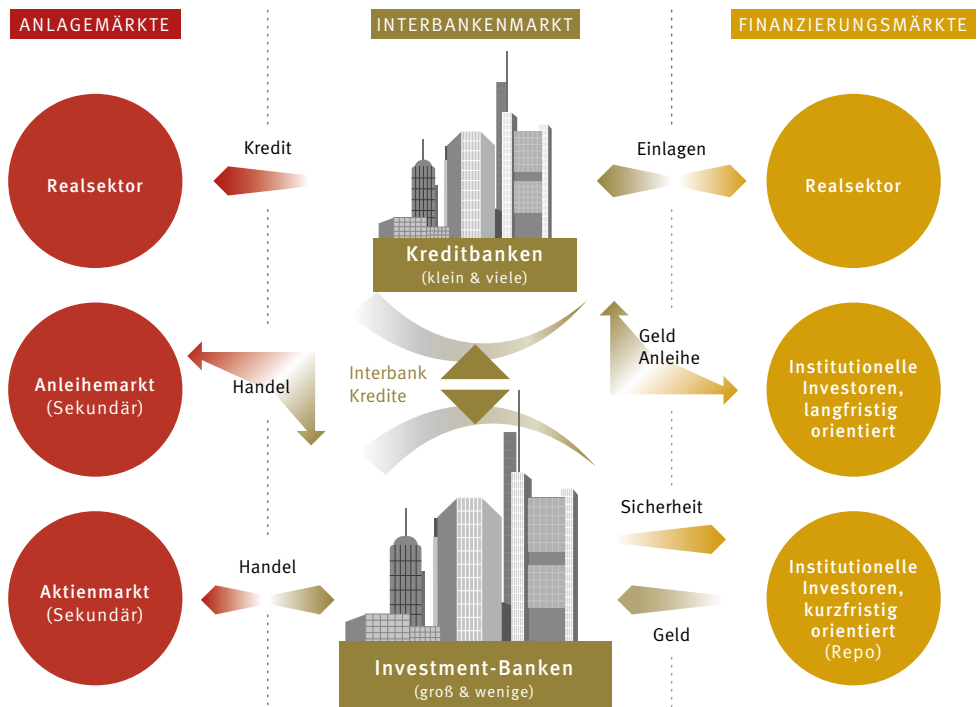 ANLAGEMÄRKTE
INTERBANKENMARKT
FINANZIERUNGSMÄRKTE
Realsektor
Kredit
Kreditbanken
(klein & viele)
Einlagen
Realsektor
Anleihemarkt
(Sekundär)
Handel
Interbank
Kredite
Geld
Anleihe
Institutionelle
Investoren,
langfristig
orientiert
Aktienmarkt
(Sekundär)
Handel
Investment-Banken
(groß & wenige)
Sicherheit
Geld
Institutionelle
Investoren,
kurzfristig
orientiert
(Repo)